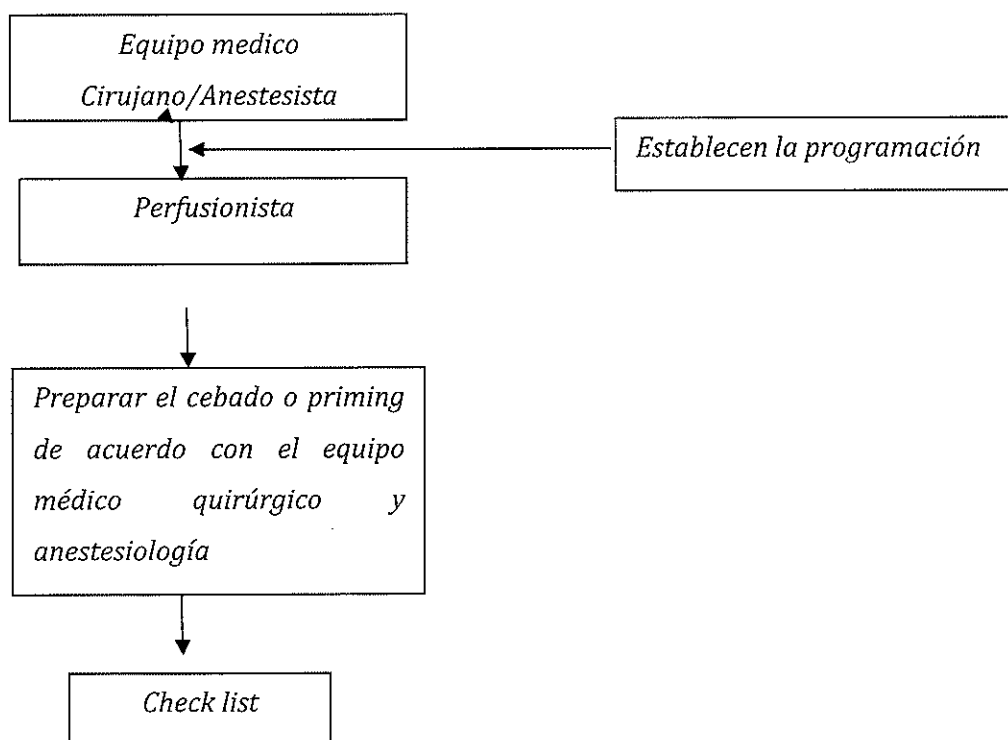 Equipo medico
Cirujano/Anestesista
Establecen la programación
Perfusionista
Preparar el cebado o priming
de acuerdo con el equipo
médico quirúrgico y
anestesiología
Check list